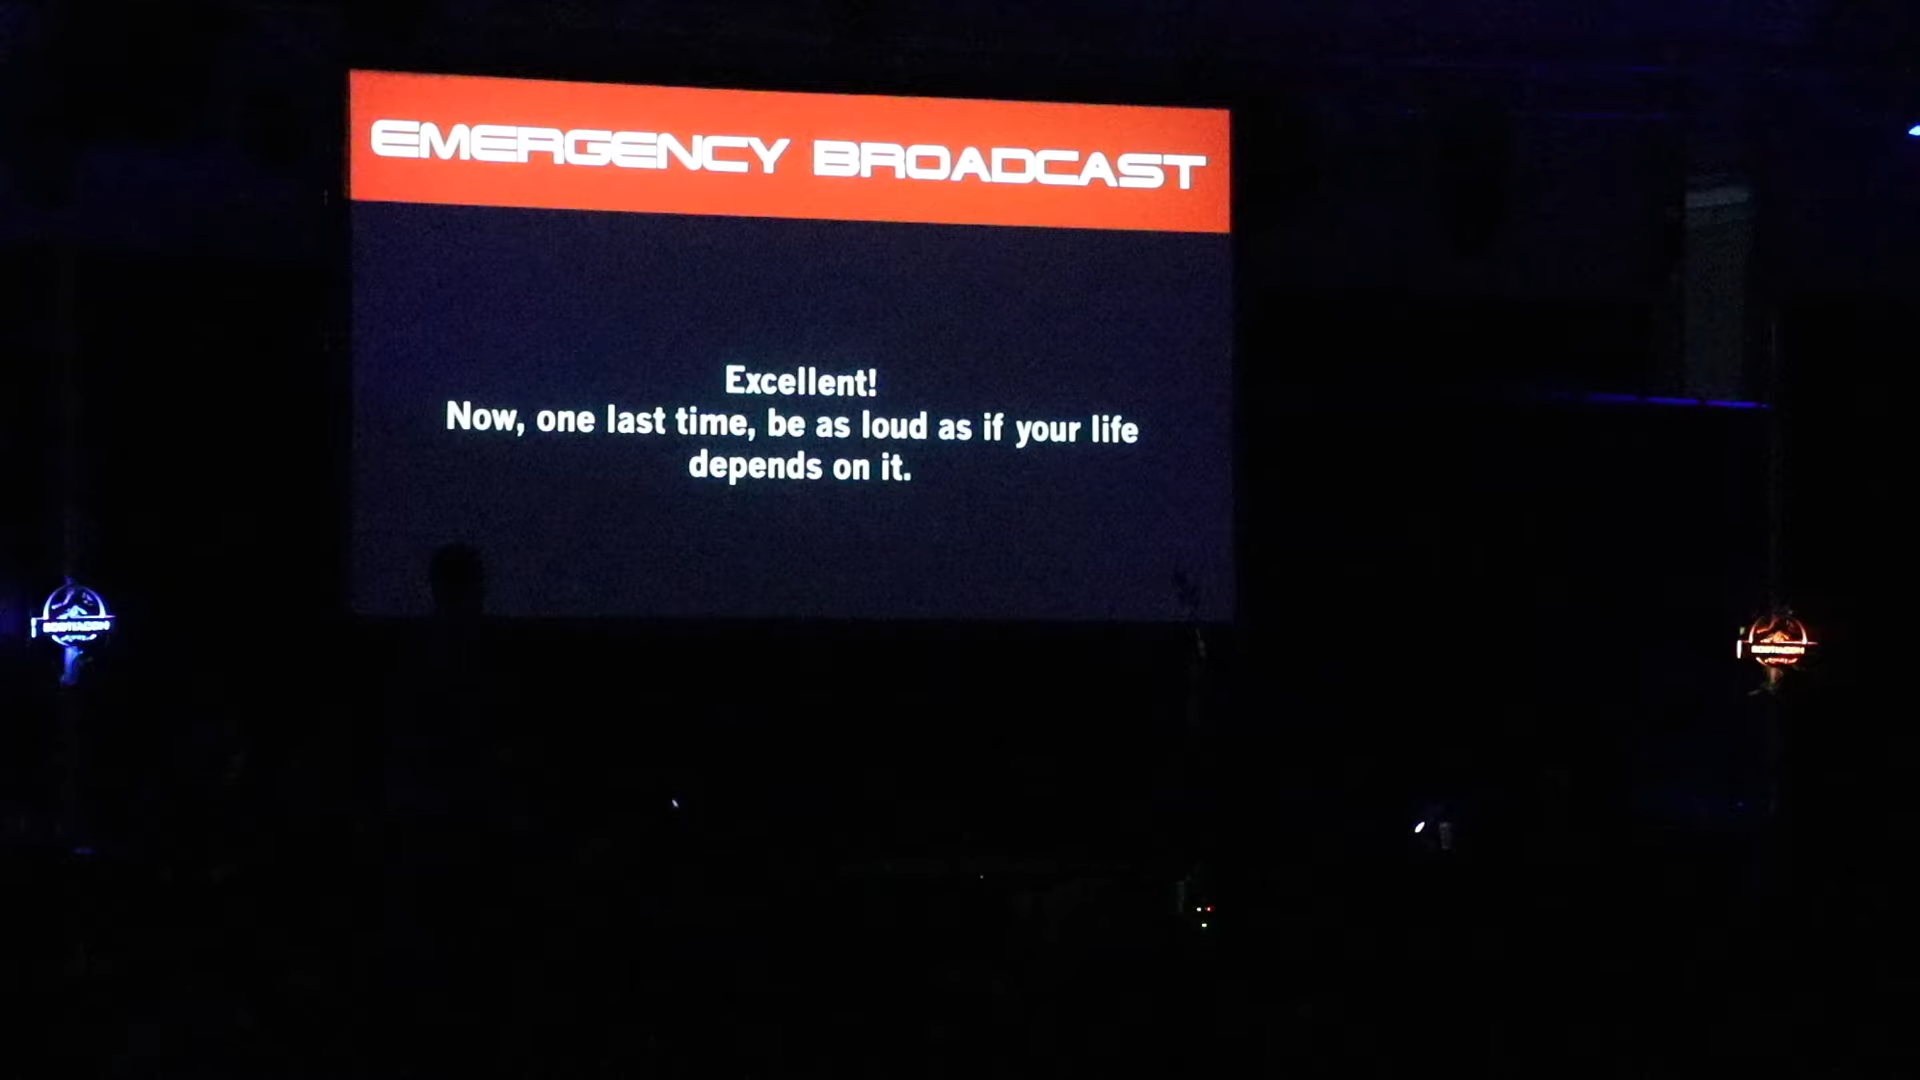 EMERGENCY BROADCAST
Excellent!
Now, one last time, be as loud as if your life
depends on it.